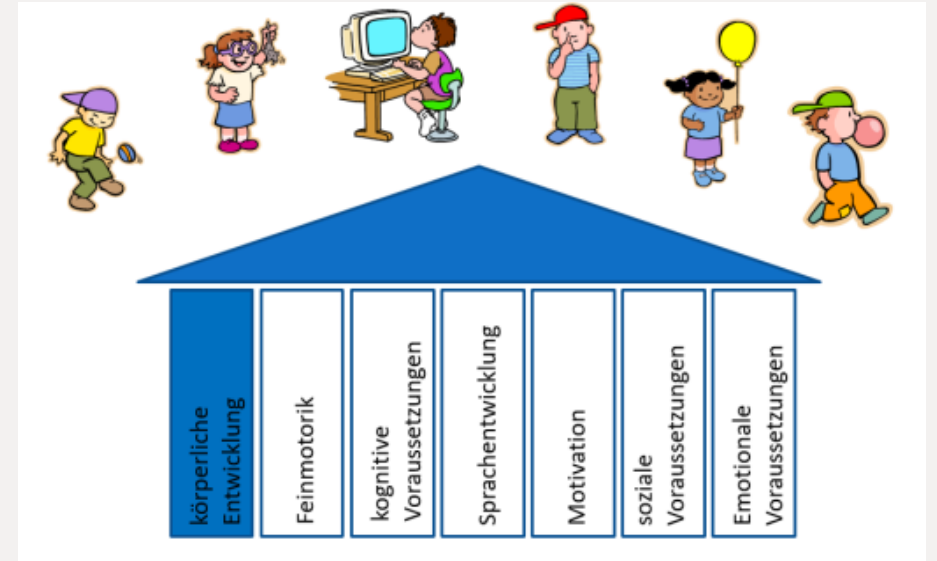 körperliche
Entwicklung
Feinmotorik
kognitive
Voraussetzungen
Sprachentwicklung
Motivation
soziale
Voraussetzungen
Emotionale
Voraussetzungen